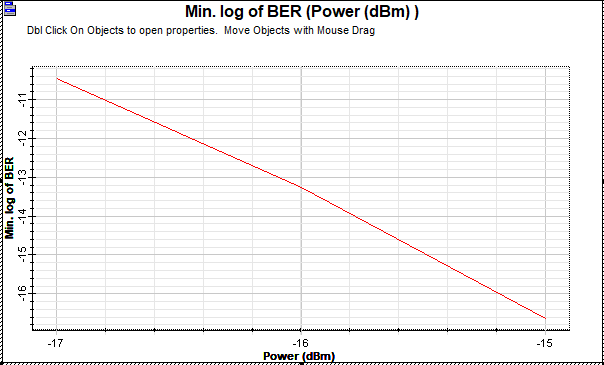 Min. log of BER (Power (dBm) )
Dbl Click On Objects to open properties.  Move Objects with Mouse Drag
Min. log of BER
-11
-12
-13
-14
-15
-16
-17
-16
-15
Power (dBm)